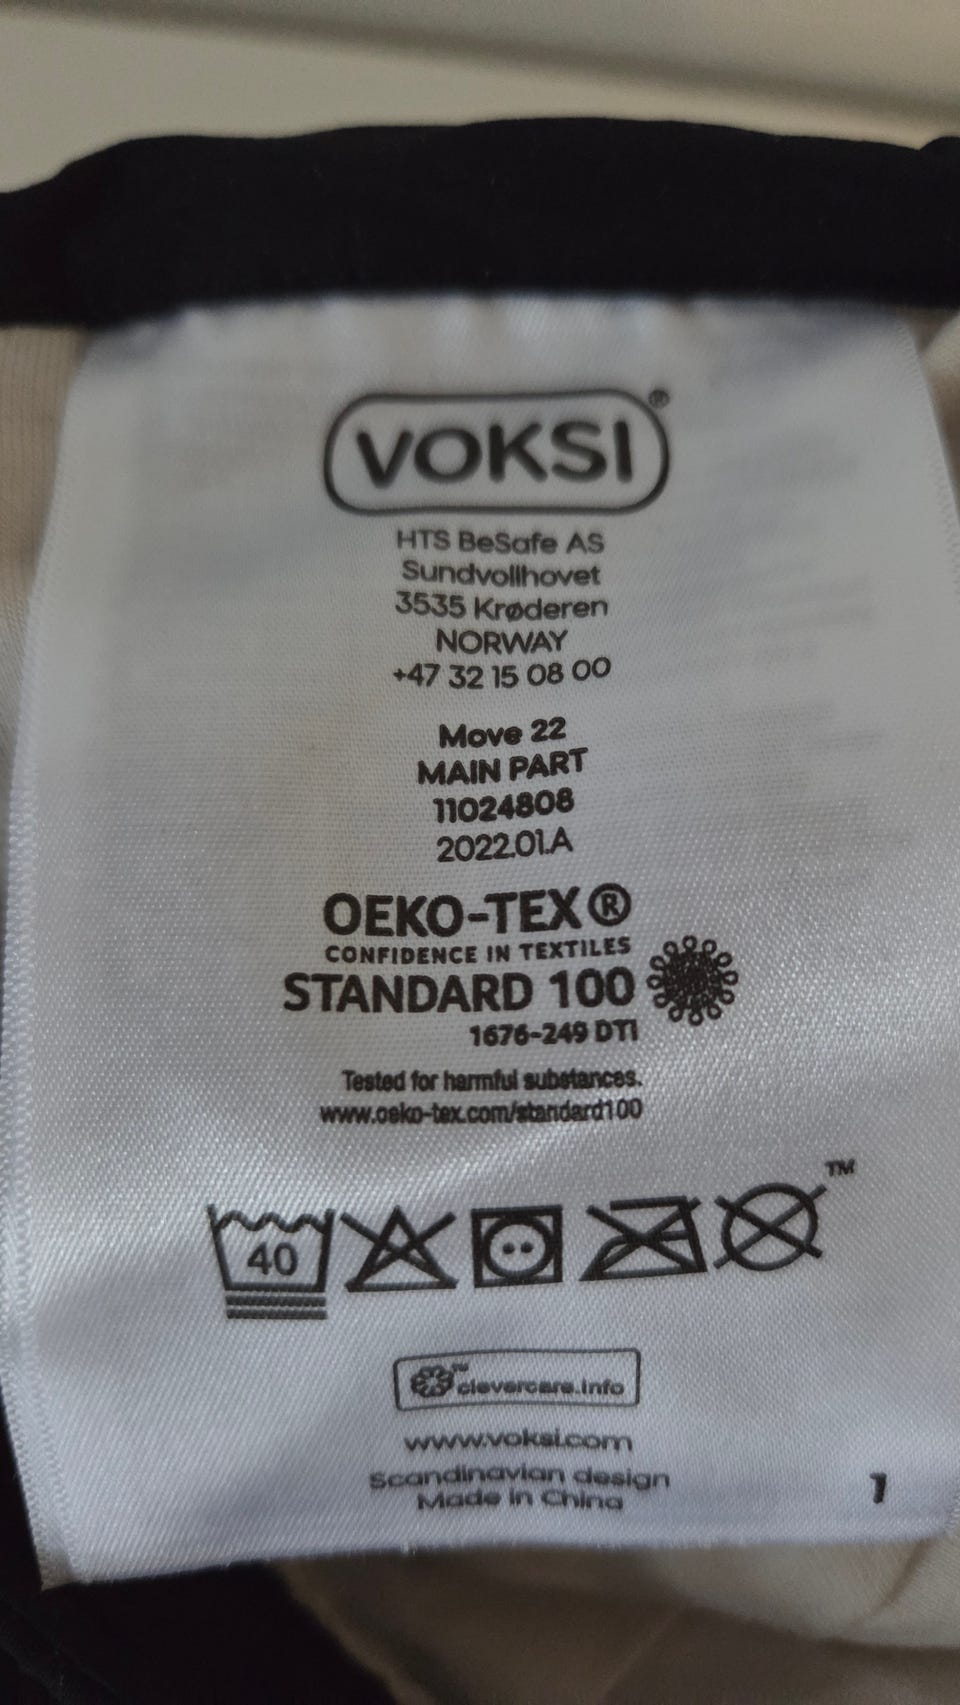 VOKSI®
HTS BeSafe AS
Sundvollhovet
3535 Krøderen
NORWAY
+47 32 15 08 00
Move 22
MAIN PART
11024808
2022.01.A
OEKO-TEX®
CONFIDENCE IN TEXTILES
STANDARD 100
1676-249 DTI
Tested for harmful substances.
www.oeko-tex.com/standard100
TM
40
TM
clevercare.info
www.voksi.com
Scandinavian design
Made in China
1